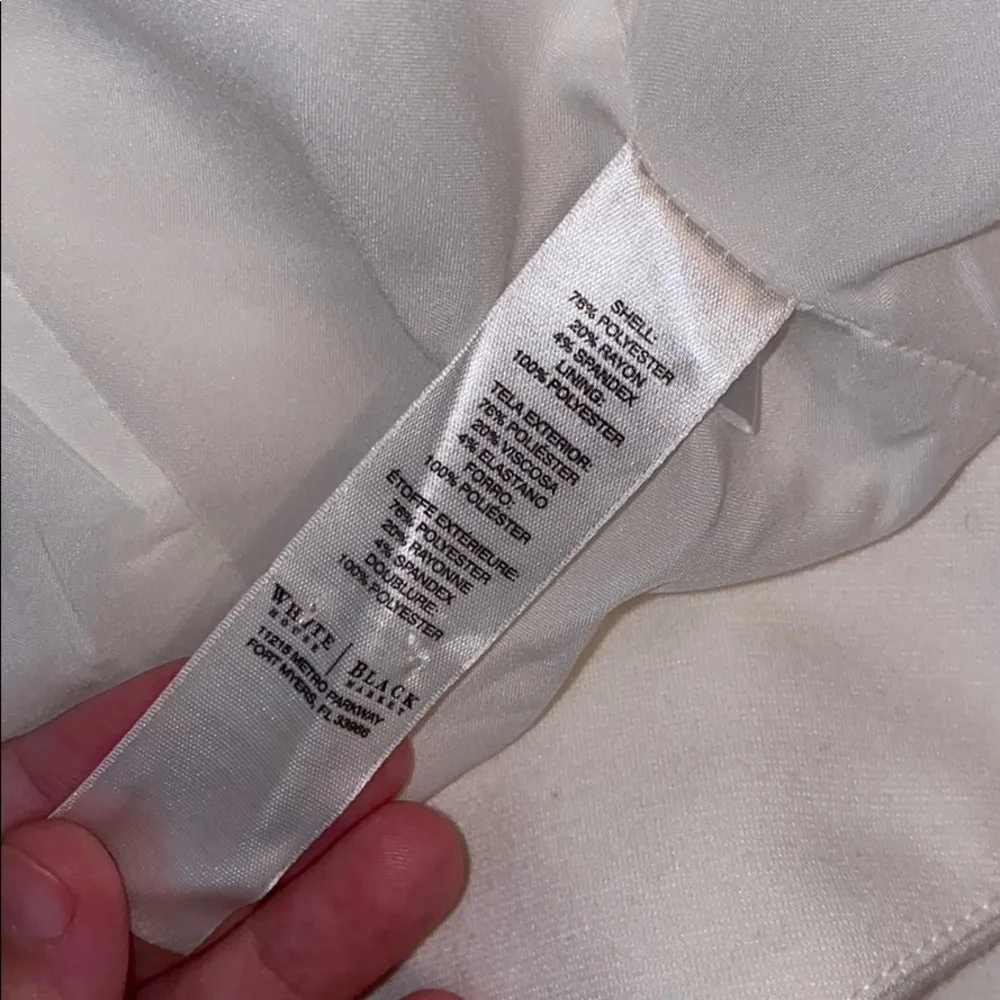 SHELL:
76% POLYESTER
20% RAYON
4% SPANDEX
LINING:
100% POLYESTER
TELA EXTERIOR:
76% POLIESTER
20% VISCOSA
4% ELASTANO
FORRO:
100% POLIÉSTER
ÉTOFFE EXTERIEURE:
76% POLYESTER
20% RAYONNE
4% SPANDEX
DOUBLURE:
100% POLYESTER
WHITE | BLACK
HOUSE | MARKET
11215 METRO PARKWAY
FORT MYERS, FL 33966